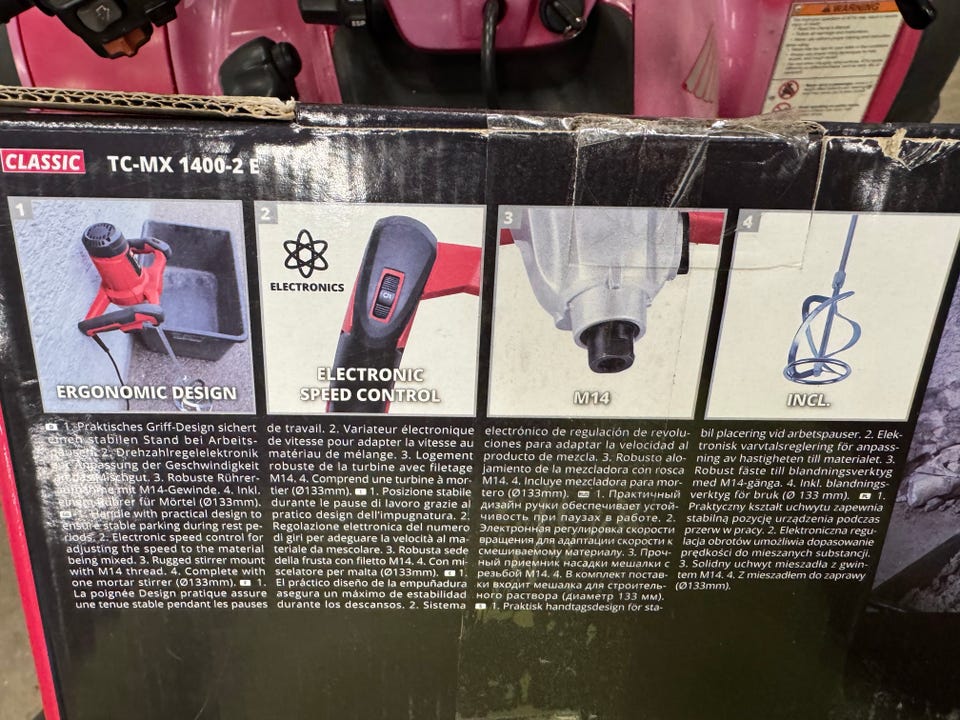 WARNING
CLASSIC TC-MX 1400-2 E
1
ERGONOMIC DESIGN
2
ELECTRONICS
ELECTRONIC
SPEED CONTROL
3
M14
4
INCL.
1. Praktisches Griff-Design sichert
einen stabilen Stand bei Arbeits-
2. Drehzahlregelelektronik
Anpassung der Geschwindigkeit
3. Robuste Rührer-
mit M14-Gewinde. 4. Inkl.
Rührer für Mörtel (Ø133mm).
1. Handle with practical design to
ensure stable parking during rest pe-
riods. 2. Electronic speed control for
adjusting the speed to the material
being mixed. 3. Rugged stirrer mount
with M14 thread. 4. Complete with
one mortar stirrer (Ø133mm). 1.
La poignée Design pratique assure
une tenue stable pendant les pauses
de travail. 2. Variateur électronique
de vitesse pour adapter la vitesse au
matériau de mélange. 3. Logement
robuste de la turbine avec filetage
M14. 4. Comprend une turbine à mor-
tier (Ø133mm). 1. Posizione stabile
durante le pause di lavoro grazie al
pratico design dell'impugnatura. 2.
Regolazione elettronica del numero
di giri per adeguare la velocità al ma-
teriale da mescolare. 3. Robusta sede
della frusta con filetto M14. 4. Con mi-
scelatore per malta (Ø133mm). 1.
El práctico diseño de la empuñadura
asegura un máximo de estabilidad
durante los descansos. 2. Sistema
electrónico de regulación de revolu-
ciones para adaptar la velocidad al
producto de mezcla. 3. Robusto alo-
jamiento de la mezcladora con rosca
M14. 4. Incluye mezcladora para mor-
tero (Ø133mm). 1. Практичный
дизайн ручки обеспечивает устой-
чивость при паузах в работе. 2.
Электронная регулировка скорости
вращения для адаптации скорости к
смешиваемому материалу. 3. Проч-
ный приемник насадки мешалки с
резьбой М14. 4. В комплект постав-
ки входит мешалка для строитель-
ного раствора (диаметр 133 мм).
1. Praktisk handtagsdesign för sta-
bil placering vid arbetspauser. 2. Elek-
tronisk varvtalsreglering för anpass-
ning av hastigheten till materialet. 3.
Robust fäste till blandningsverktyg
med M14-gänga. 4. Inkl. blandnings-
verktyg för bruk (Ø 133 mm). 1.
Praktyczny kształt uchwytu zapewnia
stabilną pozycję urządzenia podczas
przerw w pracy. 2. Elektroniczna regu-
lacja obrotów umożliwia dopasowanie
prędkości do mieszanych substancji.
3. Solidny uchwyt mieszadła z gwin-
tem M14. 4. Z mieszadłem do zaprawy
(Ø133mm).